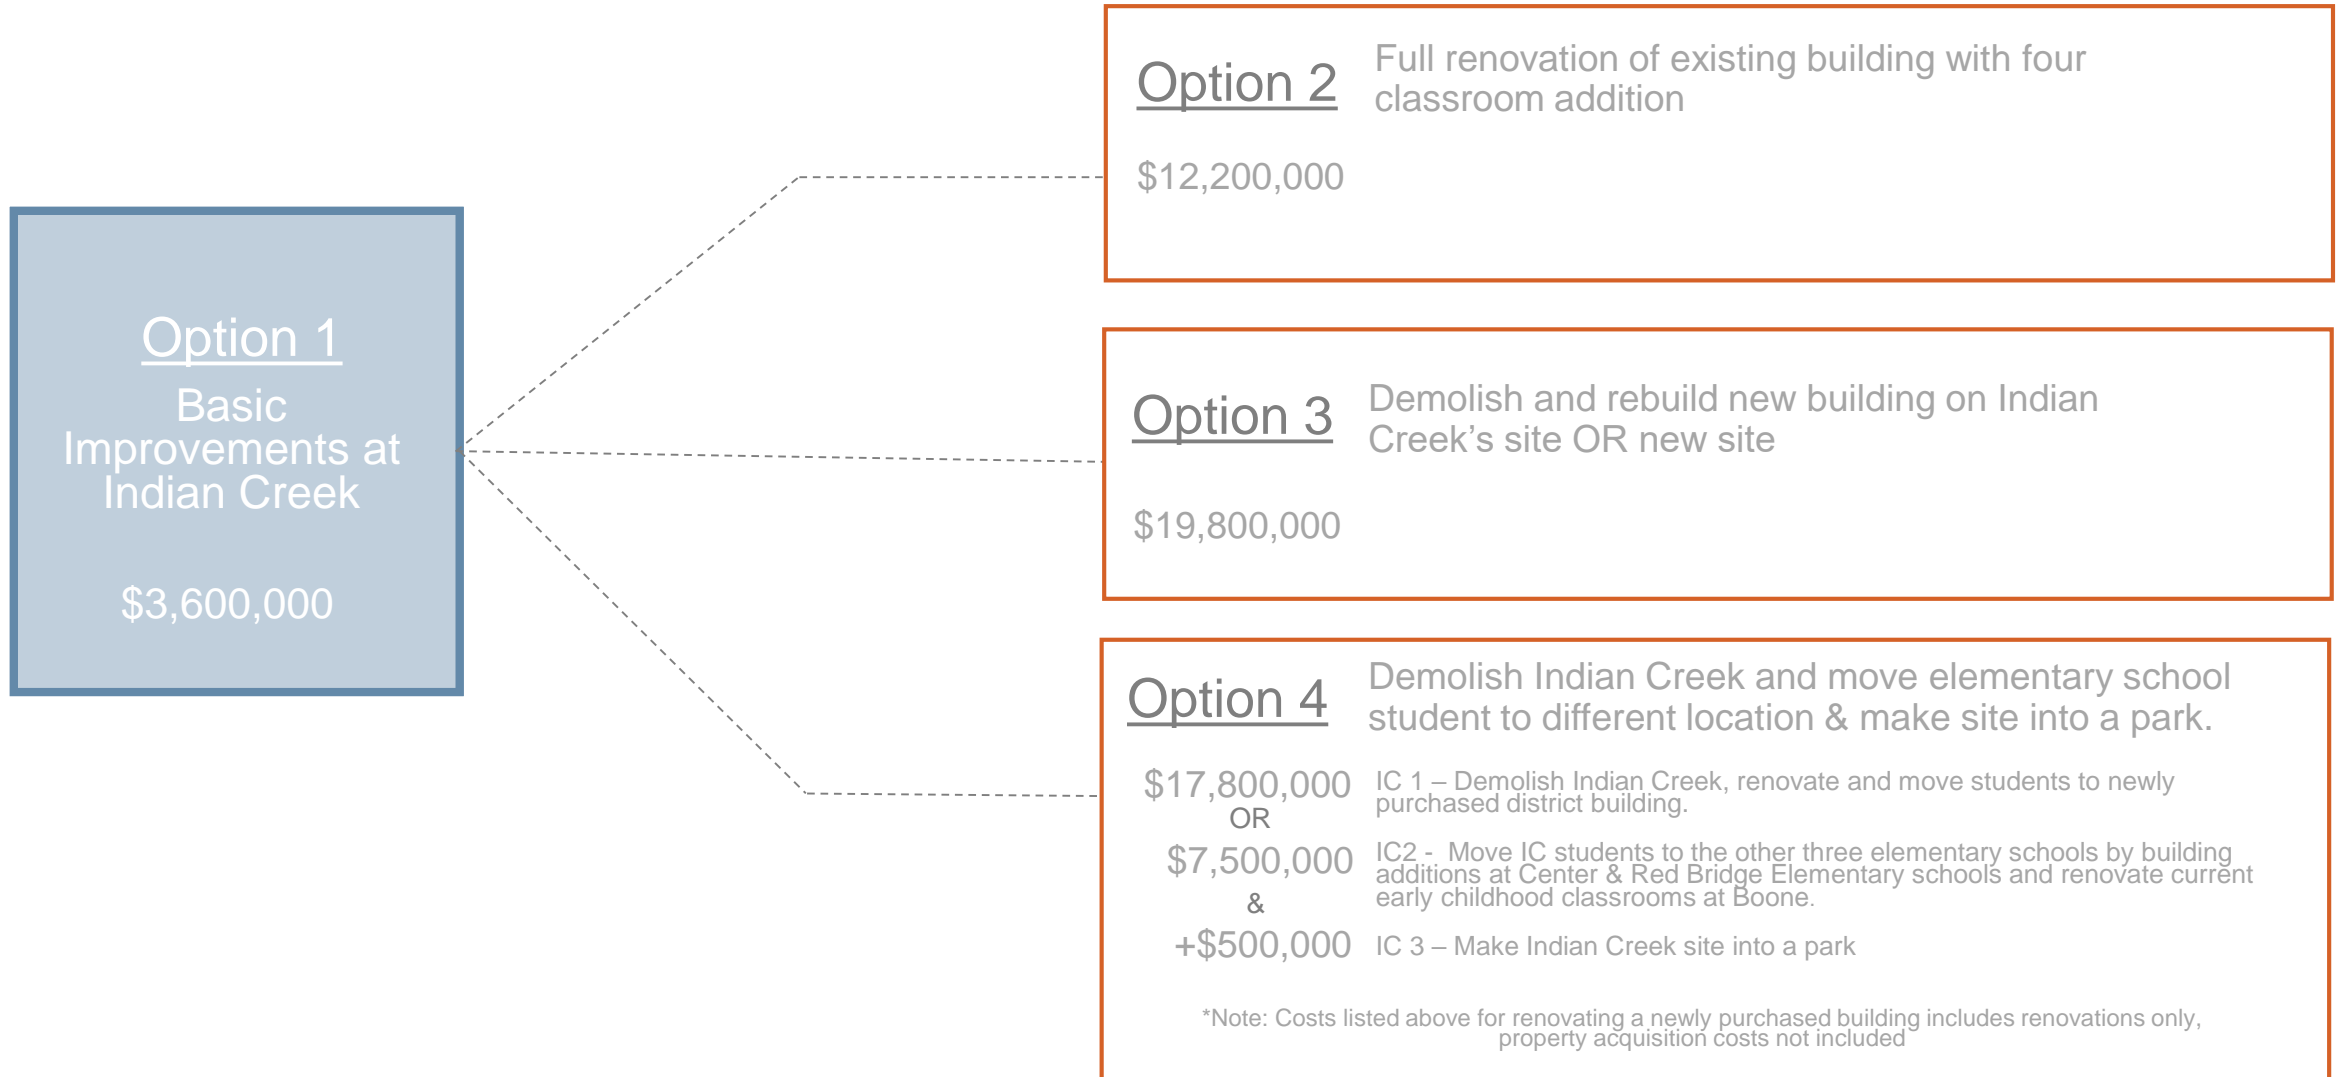 Option 1
Basic
Improvements at
Indian Creek
$3,600,000
Option 2
Full renovation of existing building with four
classroom addition
$12,200,000
Option 3
Demolish and rebuild new building on Indian
Creek’s site OR new site
$19,800,000
Option 4
Demolish Indian Creek and move elementary school
student to different location & make site into a park.
$17,800,000
IC 1 – Demolish Indian Creek, renovate and move students to newly
purchased district building.
OR
$7,500,000
IC2 - Move IC students to the other three elementary schools by building
additions at Center & Red Bridge Elementary schools and renovate current
early childhood classrooms at Boone.
&
+$500,000
IC 3 – Make Indian Creek site into a park
*Note: Costs listed above for renovating a newly purchased building includes renovations only,
property acquisition costs not included